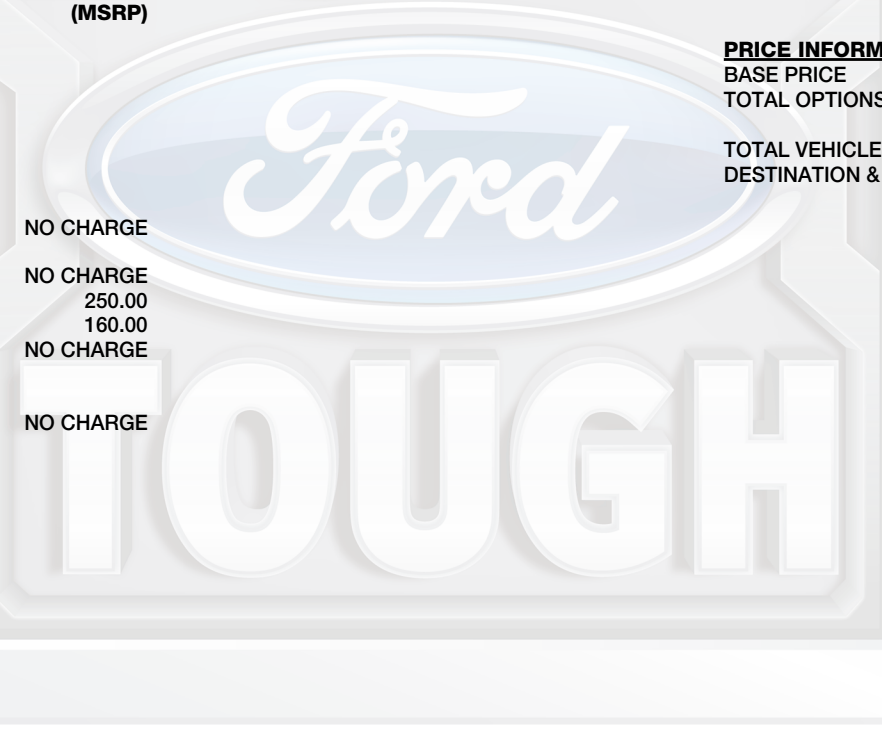 (MSRP)
PRICE INFORM
BASE PRICE
TOTAL OPTIONS
TOTAL VEHICLE
DESTINATION &
NO CHARGE
NO CHARGE
250.00
160.00
NO CHARGE
NO CHARGE
Ford
TOUGH